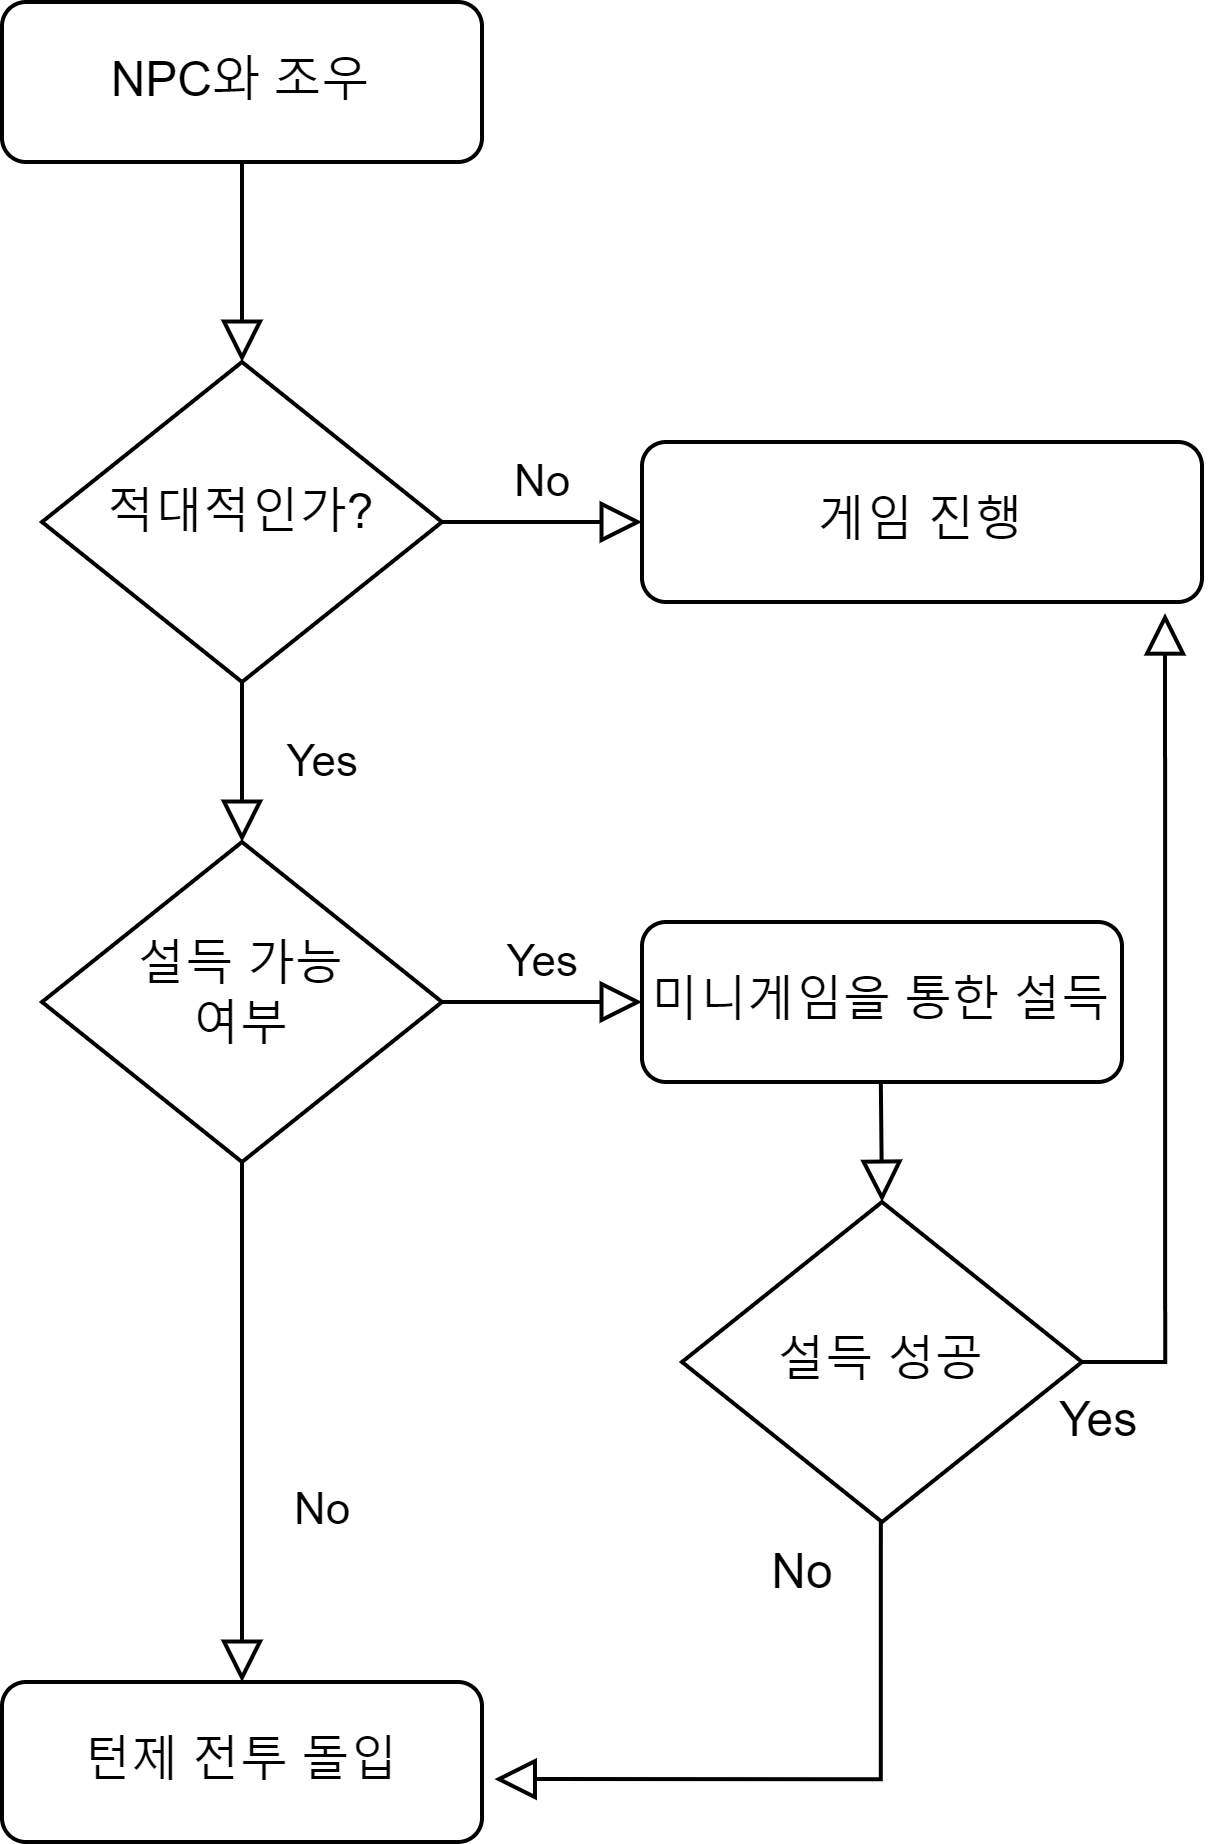 NPC와 조우
적대적인가?
No
게임 진행
Yes
설득 가능
여부
Yes
미니게임을 통한 설득
설득 성공
Yes
No
No
턴제 전투 돌입